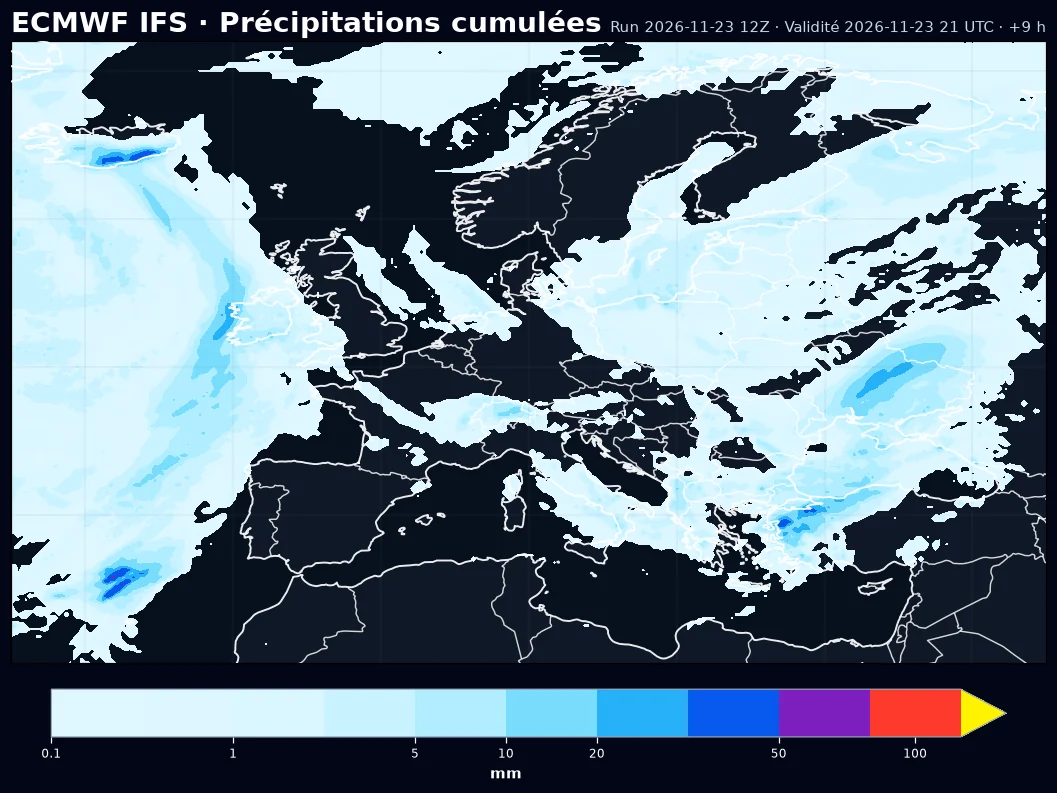 ECMWF IFS · Précipitations cumulées Run 2026-11-23 12Z · Validité 2026-11-23 21 UTC · +9 h
0.1 1 5 10 20 50 100
mm